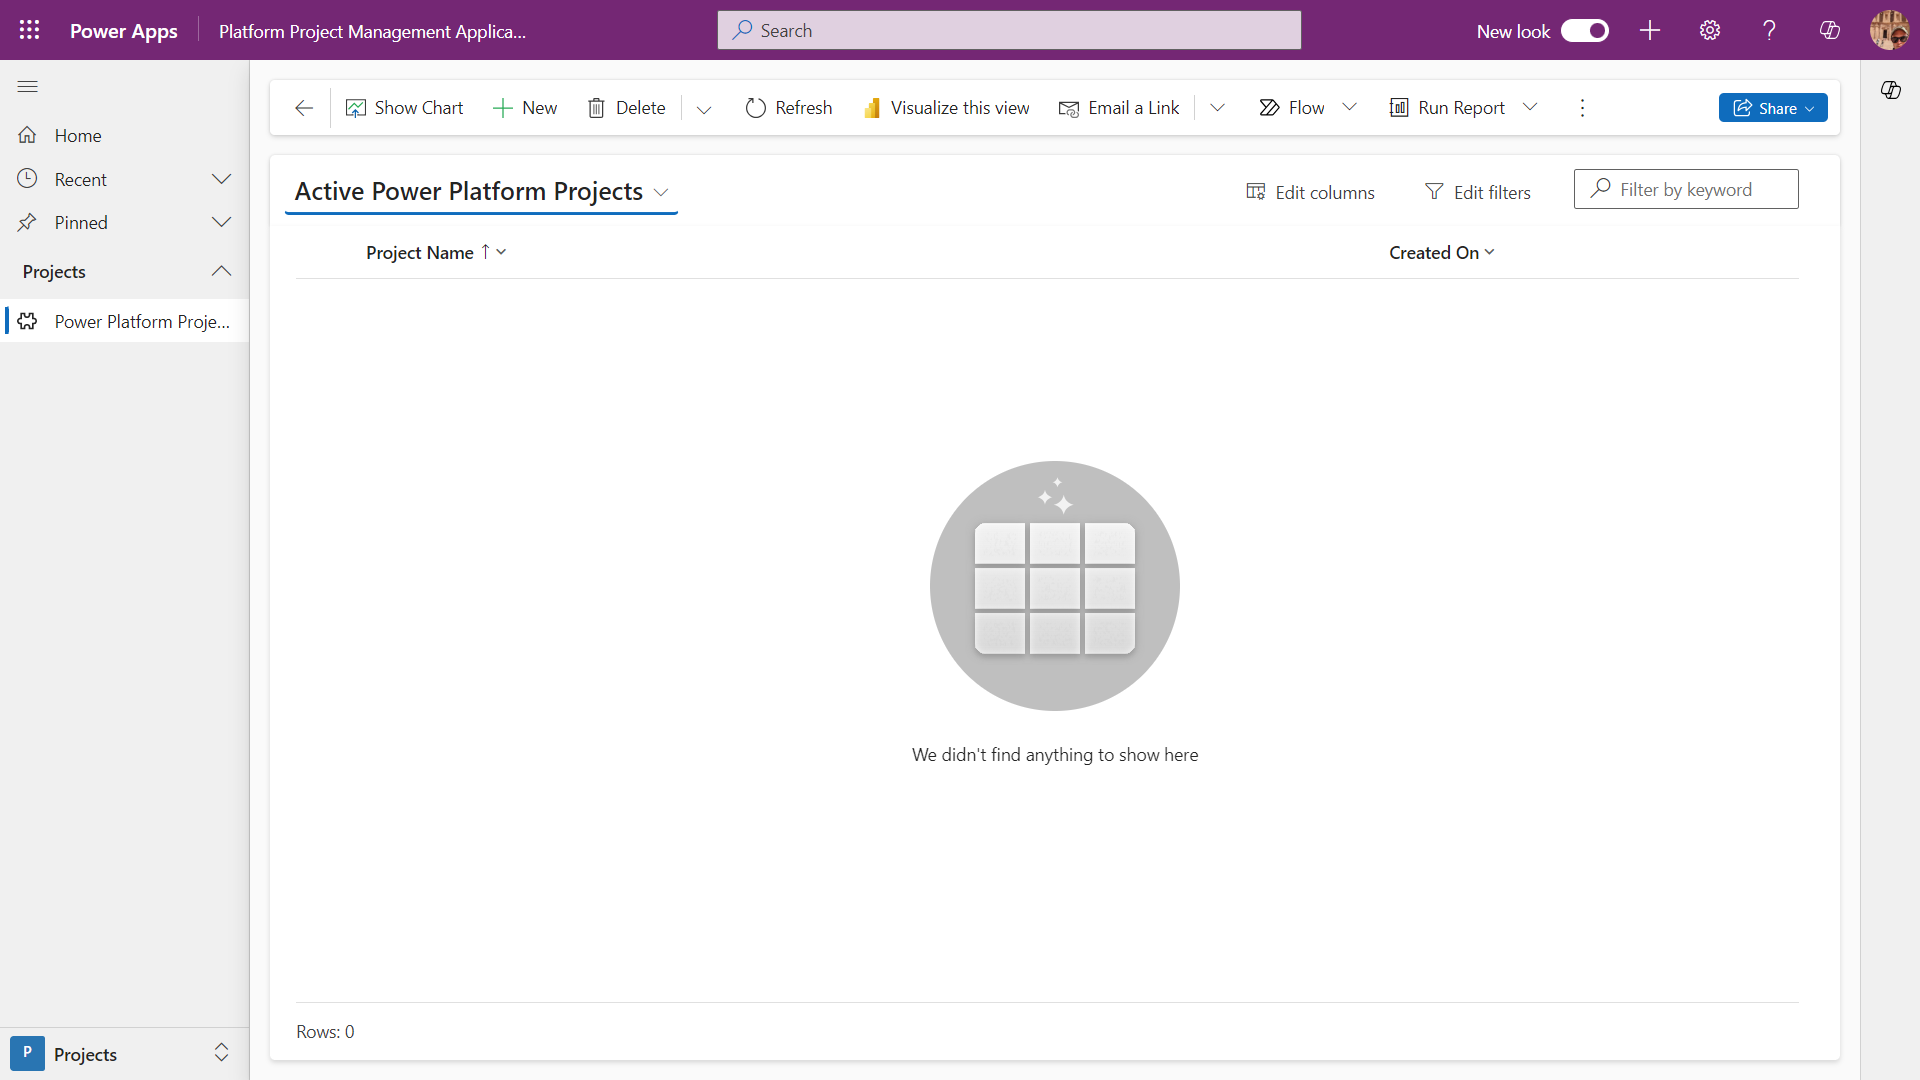 Power Apps
Platform Project Management Applica...
Search
New look
Home
Recent
Pinned
Projects
Power Platform Proje...
Show Chart
New
Delete
Refresh
Visualize this view
Email a Link
Flow
Run Report
Share
Active Power Platform Projects
Edit columns
Edit filters
Filter by keyword
Project Name
Created On
We didn't find anything to show here
Rows: 0
P
Projects